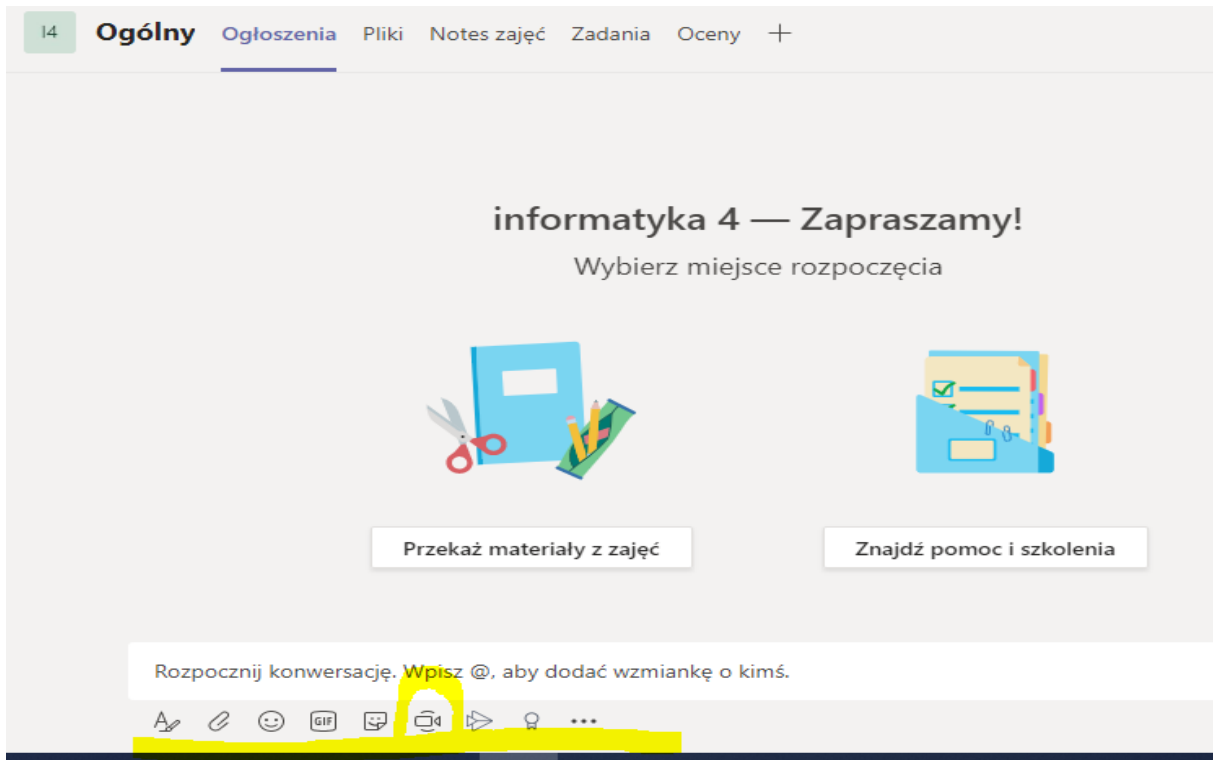 I4 Ogólny Ogłoszenia Pliki Notes zajęć Zadania Oceny
informatyka 4 — Zapraszamy!
Wybierz miejsce rozpoczęcia
Przekaż materiały z zajęć Znajdź pomoc i szkolenia
Rozpocznij konwersację. Wpisz @, aby dodać wzmiankę o kimś.
GIF